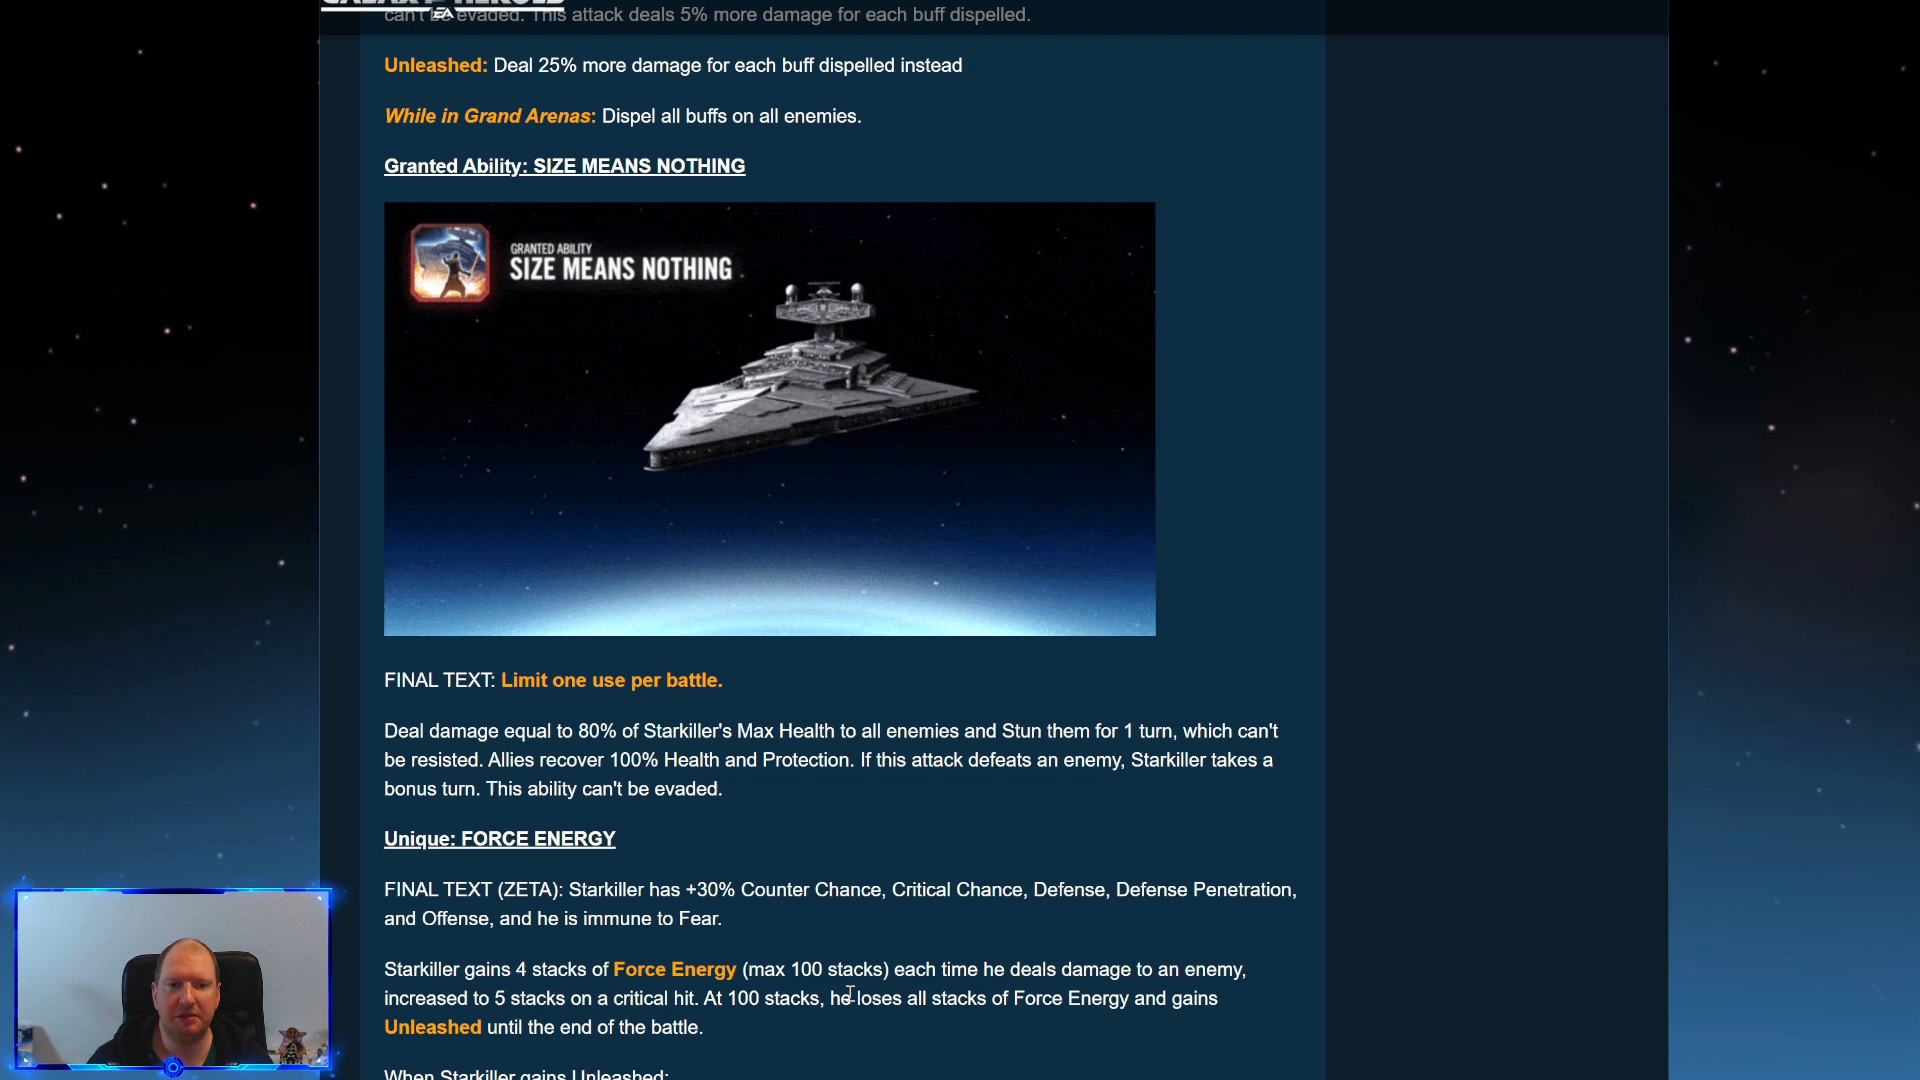 GALAXY HEROES
EA
can't be evaded. This attack deals 5% more damage for each buff dispelled.
Unleashed: Deal 25% more damage for each buff dispelled instead
While in Grand Arenas: Dispel all buffs on all enemies.
Granted Ability: SIZE MEANS NOTHING
GRANTED ABILITY
SIZE MEANS NOTHING
FINAL TEXT: Limit one use per battle.
Deal damage equal to 80% of Starkiller's Max Health to all enemies and Stun them for 1 turn, which can't
be resisted. Allies recover 100% Health and Protection. If this attack defeats an enemy, Starkiller takes a
bonus turn. This ability can't be evaded.
Unique: FORCE ENERGY
FINAL TEXT (ZETA): Starkiller has +30% Counter Chance, Critical Chance, Defense, Defense Penetration,
and Offense, and he is immune to Fear.
Starkiller gains 4 stacks of Force Energy (max 100 stacks) each time he deals damage to an enemy,
increased to 5 stacks on a critical hit. At 100 stacks, he loses all stacks of Force Energy and gains
Unleashed until the end of the battle.
When Starkiller gains Unleashed: